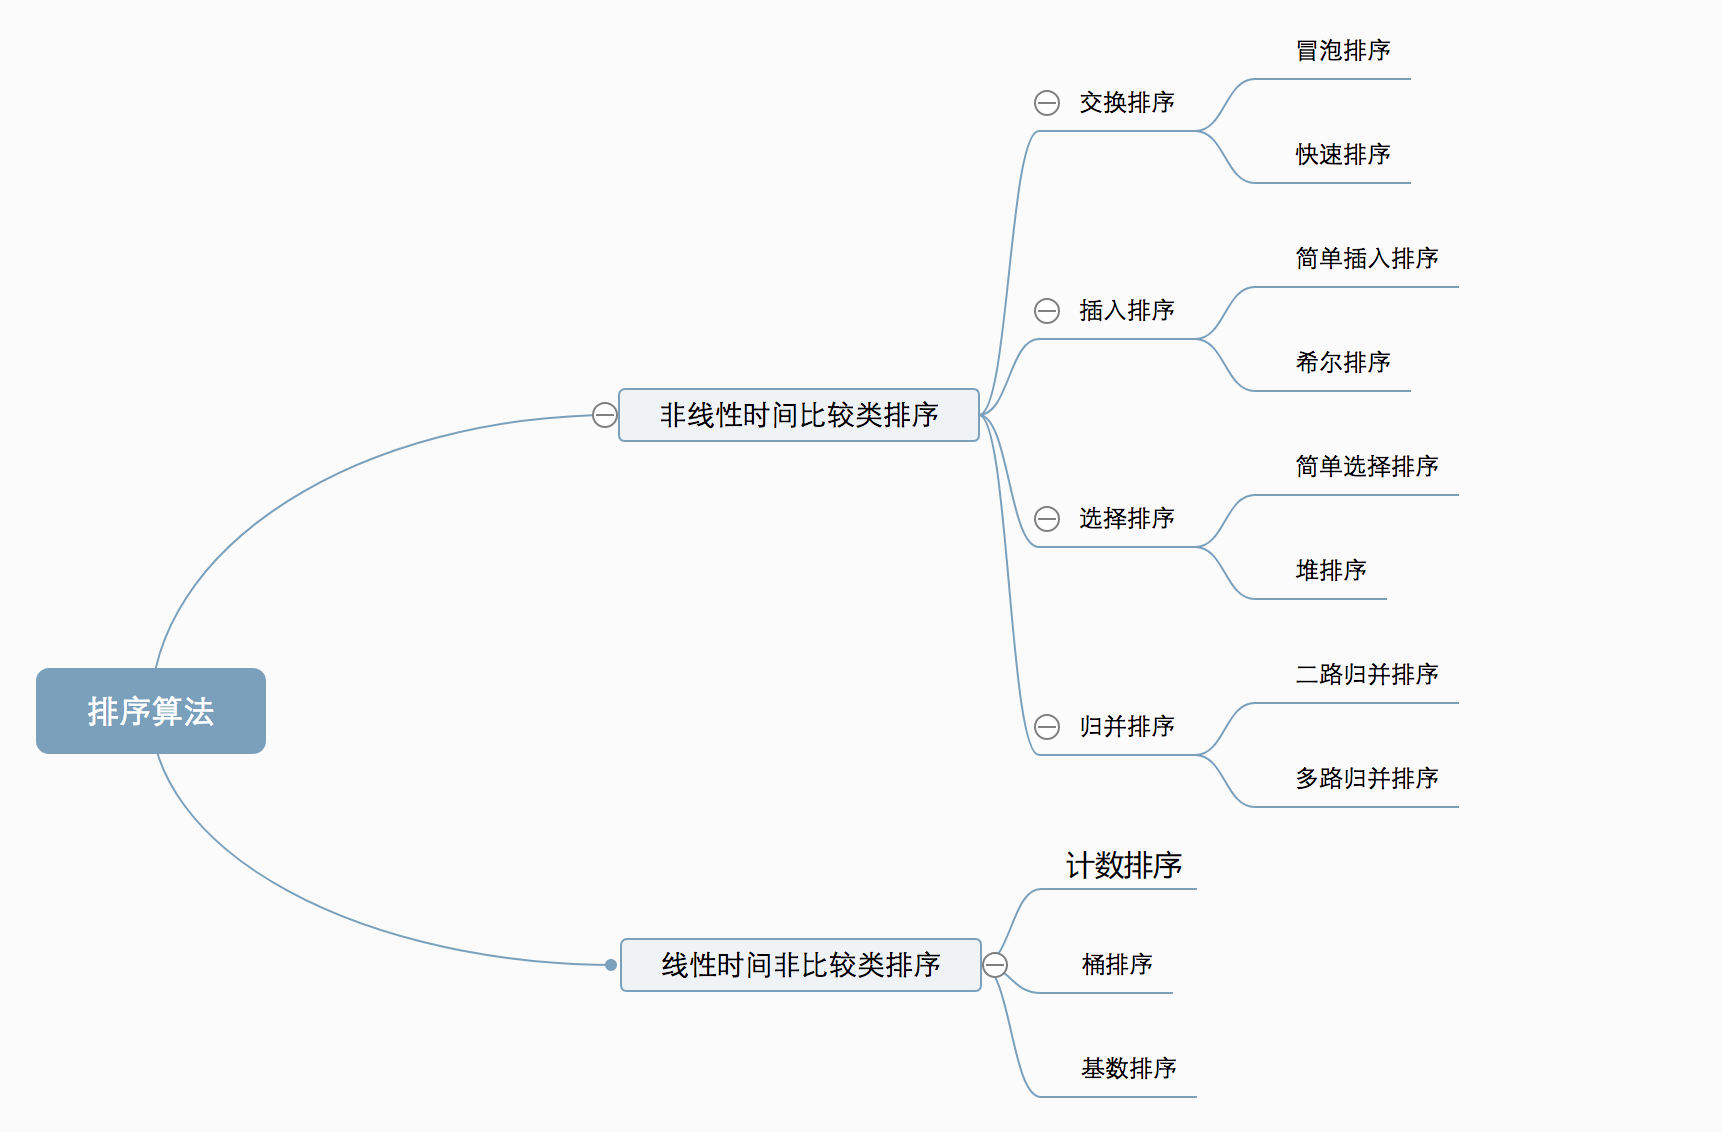 排序算法
非线性时间比较类排序
交换排序
冒泡排序
快速排序
插入排序
简单插入排序
希尔排序
选择排序
简单选择排序
堆排序
归并排序
二路归并排序
多路归并排序
线性时间非比较类排序
计数排序
桶排序
基数排序